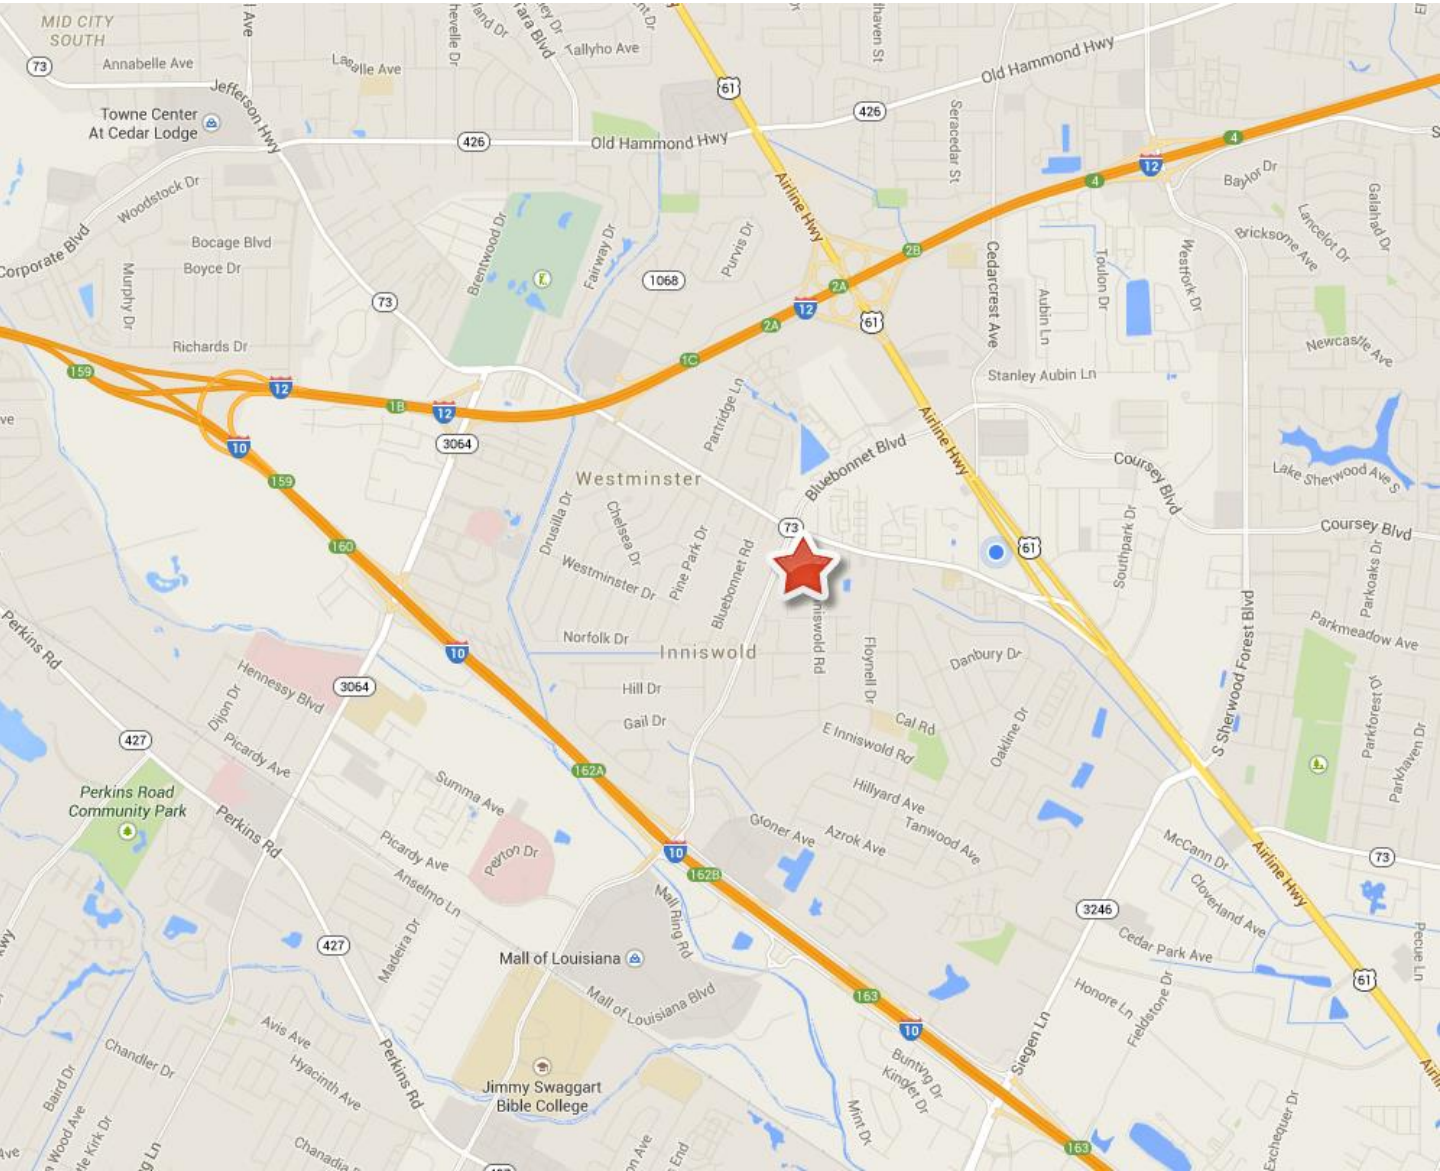 MID CITY
SOUTH
Ave
Tara Blvd
Tallyho Ave
73
Annabelle Ave
Lasalle Ave
61
Old Hammond Hwy
Jefferson Hwy
Towne Center
At Cedar Lodge
426
426
Old Hammond Hwy
Seracedar St
4
12
4
Baylor Dr
Woodstock Dr
Airline Hwy
Galahad Dr
Lancelot Dr
Bricksome Ave
Corporate Blvd
Bocage Blvd
Boyce Dr
Murphy Dr
Brentwood Dr
Fairway Dr
Purvis Dr
1068
2B
2A
Cedarcrest Ave
Toulon Dr
Westfork Dr
Aubin Ln
73
12
61
2A
Richards Dr
1C
Newcastle Ave
159
12
1B
12
Stanley Aubin Ln
Partridge Ln
10
3064
Airline Hwy
Bluebonnet Blvd
Coursey Blvd
Lake Sherwood Ave S
159
Westminster
Drusilla Dr
Chelsea Dr
Pine Park Dr
73
Coursey Blvd
160
Westminster Dr
Bluebonnet Rd
61
Southpark Dr
Parkoaks Dr
Perkins Rd
Norfolk Dr
Inniswold
Floynell Dr
Danbury Dr
S Sherwood Forest Blvd
Parkmeadow Ave
10
3064
Hennessy Blvd
Dijon Dr
Hill Dr
Gail Dr
Cal Rd
E Inniswold Rd
Oakline Dr
Parkforest Dr
Parkhaven Dr
427
Picardy Ave
162A
Perkins Road
Community Park
Summa Ave
Hillyard Ave
Perkins Rd
Gloner Ave
Azrok Ave
Tanwood Ave
Picardy Ave
Peyton Dr
10
162B
McCann Dr
Airline Hwy
73
Anselmo Ln
Mall Ring Rd
Cloverland Ave
3246
427
Madeira Dr
Mall of Louisiana
Cedar Park Ave
Pecue Ln
61
Mall of Louisiana Blvd
163
10
Honore Ln
Fieldstone Dr
Avis Ave
Chandler Dr
Hyacinth Ave
Perkins Rd
Siegen Ln
Bunting Dr
Kinglet Dr
Jimmy Swaggart
Bible College
Baird Dr
Mint Dr
Exchequer Dr
163